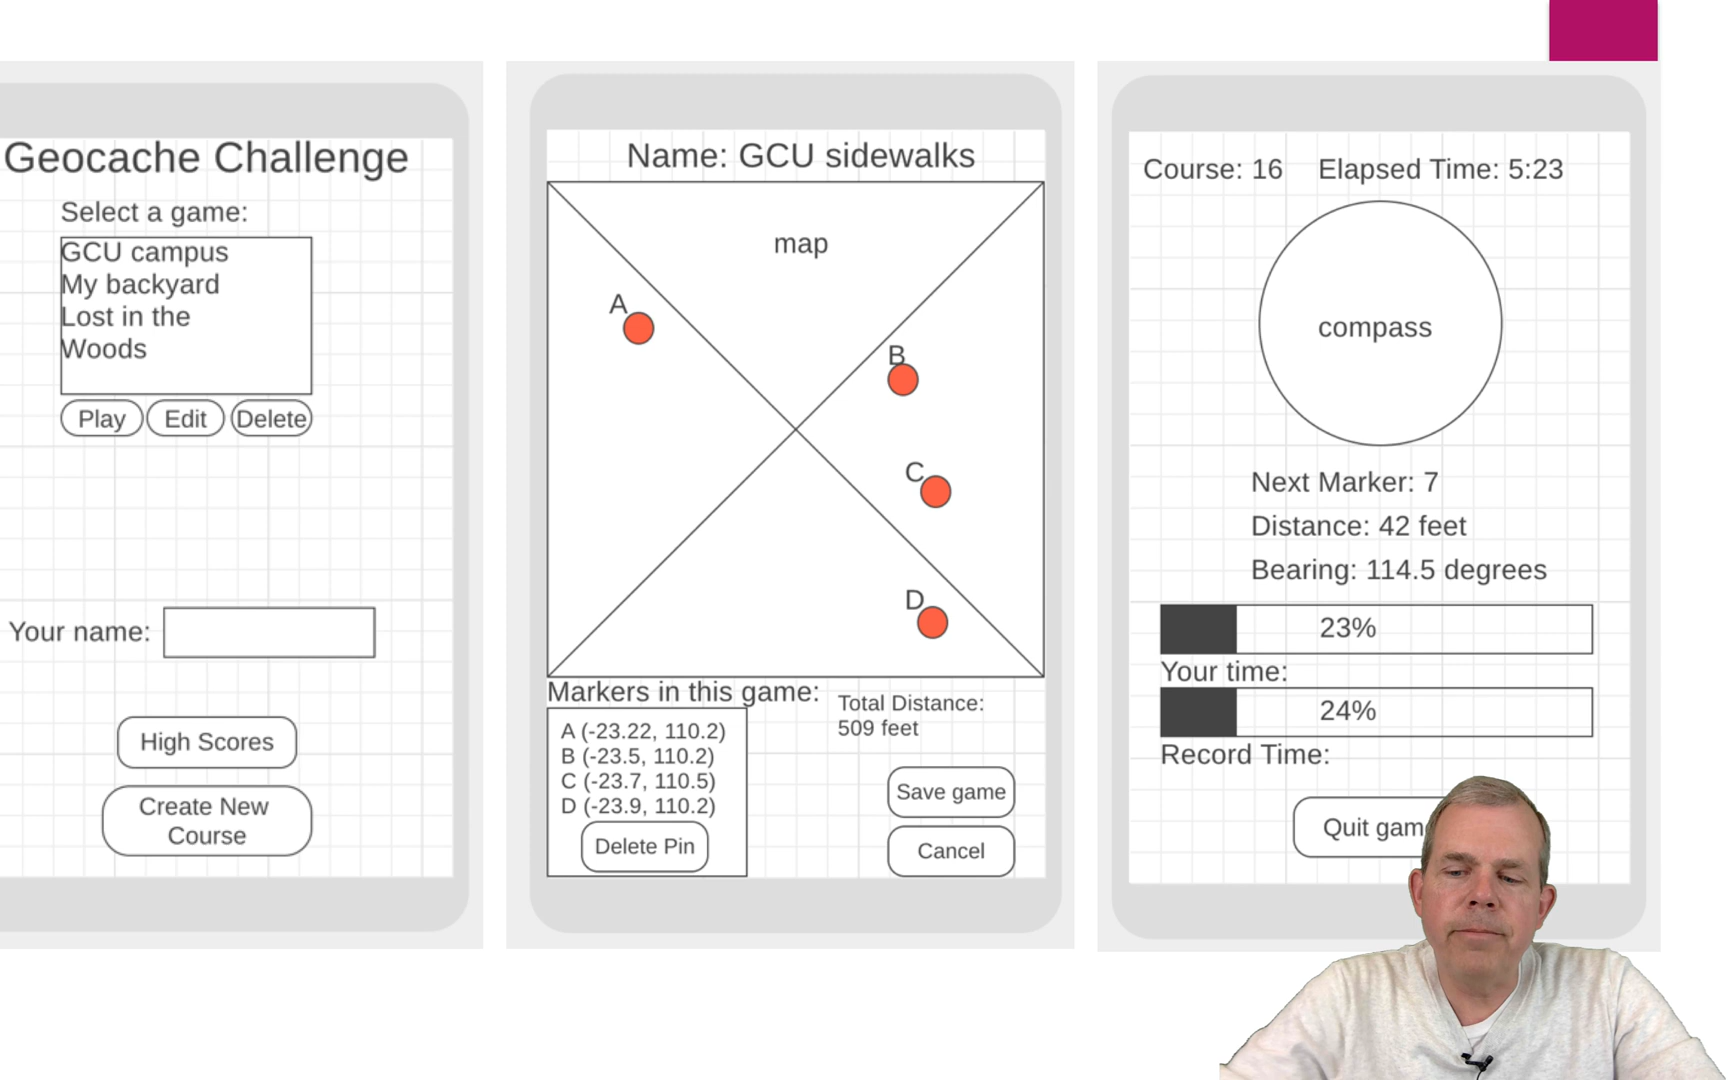 Geocache Challenge
Select a game:
GCU campus
My backyard
Lost in the
Woods
Play Edit Delete
Your name:
High Scores
Create New
Course
Name: GCU sidewalks
map
A
B
C
D
Markers in this game:
A (-23.22, 110.2)
B (-23.5, 110.2)
C (-23.7, 110.5)
D (-23.9, 110.2)
Delete Pin
Total Distance:
509 feet
Save game
Cancel
Course: 16 Elapsed Time: 5:23
compass
Next Marker: 7
Distance: 42 feet
Bearing: 114.5 degrees
23%
Your time:
24%
Record Time:
Quit gam